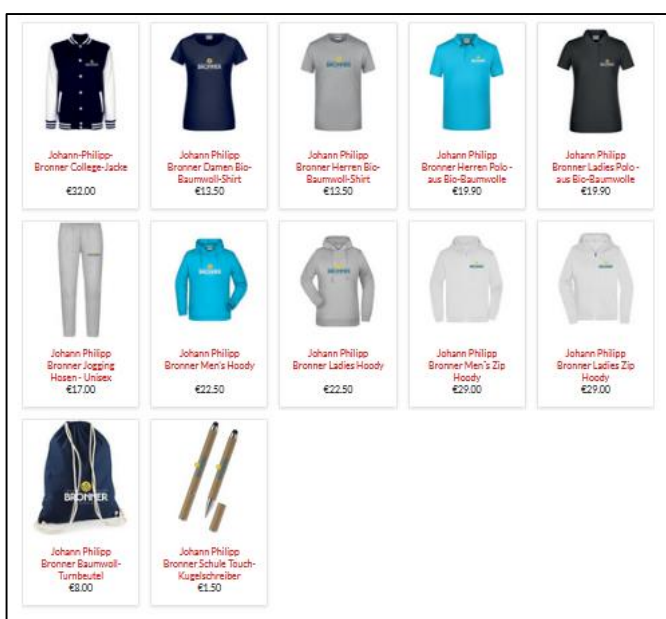 BRONNER
BRONNER
BRONNER
BRONNER
Johann-Philipp-
Bronner College-Jacke
€32.00
Johann Philipp
Bronner Damen Bio-
Baumwoll-Shirt
€13.50
Johann Philipp
Bronner Herren Bio-
Baumwoll-Shirt
€13.50
Johann Philipp
Bronner Herren Polo -
aus Bio-Baumwolle
€19.90
Johann Philipp
Bronner Ladies Polo -
aus Bio-Baumwolle
€19.90
BRONNER
BRONNER
BRONNER
Johann Philipp
Bronner Jogging
Hosen - Unisex
€17.00
Johann Philipp
Bronner Men's Hoody
€22.50
Johann Philipp
Bronner Ladies Hoody
€22.50
Johann Philipp
Bronner Men´s Zip
Hoody
€29.00
Johann Philipp
Bronner Ladies Zip
Hoody
€29.00
BRONNER
Johann Philipp
Bronner Baumwoll-
Turnbeutel
€8.00
Johann Philipp
Bronner Schule Touch-
Kugelschreiber
€1.50